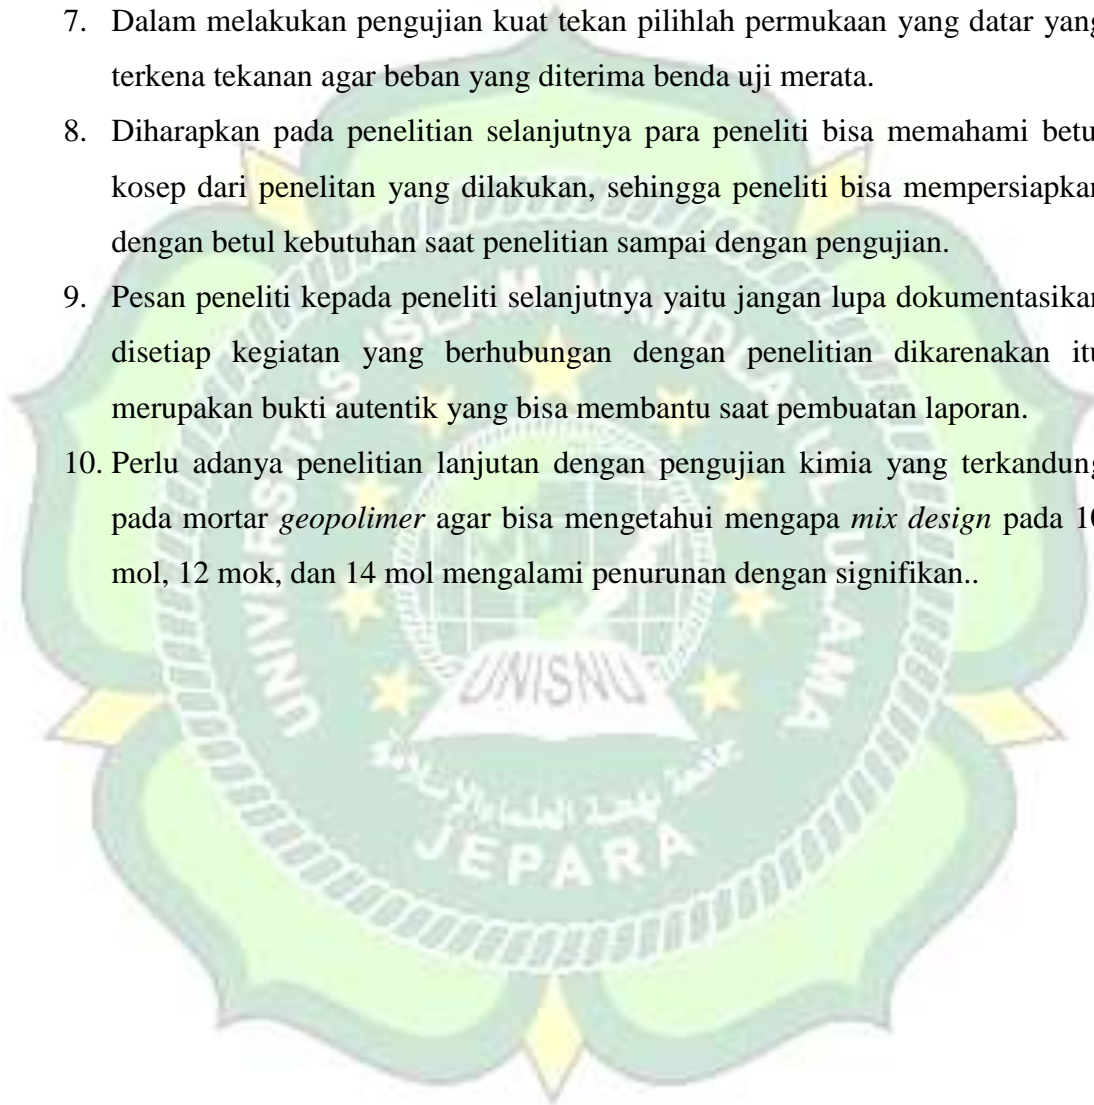 7. Dalam melakukan pengujian kuat tekan pilihlah permukaan yang datar yang
terkena tekanan agar beban yang diterima benda uji merata.
8. Diharapkan pada penelitian selanjutnya para peneliti bisa memahami betu
kosep dari penelitan yang dilakukan, sehingga peneliti bisa mempersiapkan
dengan betul kebutuhan saat penelitian sampai dengan pengujian.
9. Pesan peneliti kepada peneliti selanjutnya yaitu jangan lupa dokumentasikan
disetiap kegiatan yang berhubungan dengan penelitian dikarenakan itu
merupakan bukti autentik yang bisa membantu saat pembuatan laporan.
10. Perlu adanya penelitian lanjutan dengan pengujian kimia yang terkandung
pada mortar geopolimer agar bisa mengetahui mengapa mix design pada 10
mol, 12 mok, dan 14 mol mengalami penurunan dengan signifikan..
UNIVERSITAS ISLAM NAHDLATUL ULAMA
UNISNU
JEPARA